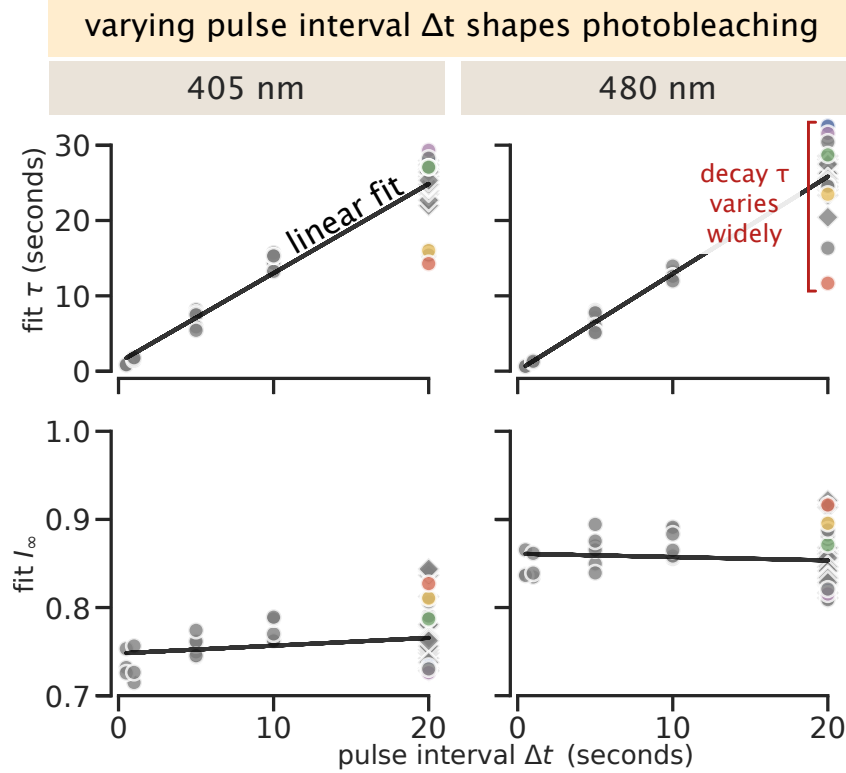 varying pulse interval Δt shapes photobleaching
405 nm
480 nm
fit τ (seconds)
30
20
10
0
linear fit
decay τ
varies
widely
fit I∞
1.0
0.9
0.8
0.7
0
10
20
0
10
20
pulse interval Δt (seconds)